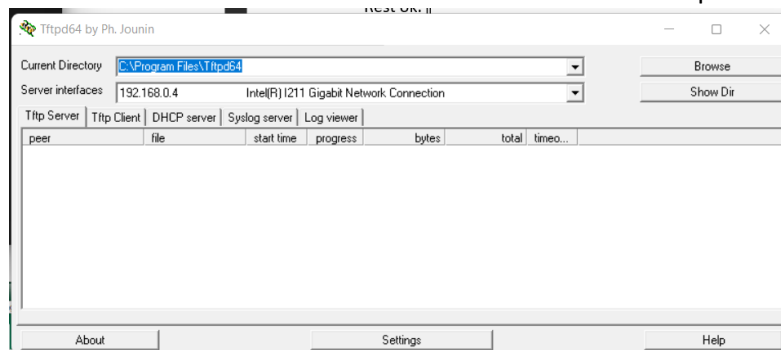 Rest ok.
Tftpd64 by Ph. Jounin
Current Directory C:\Program Files\Tftpd64 Browse
Server interfaces 192.168.0.4 Intel(R) I211 Gigabit Network Connection Show Dir
Tftp Server Tftp Client DHCP server Syslog server Log viewer
peer file start time progress bytes total timeo...
About Settings Help